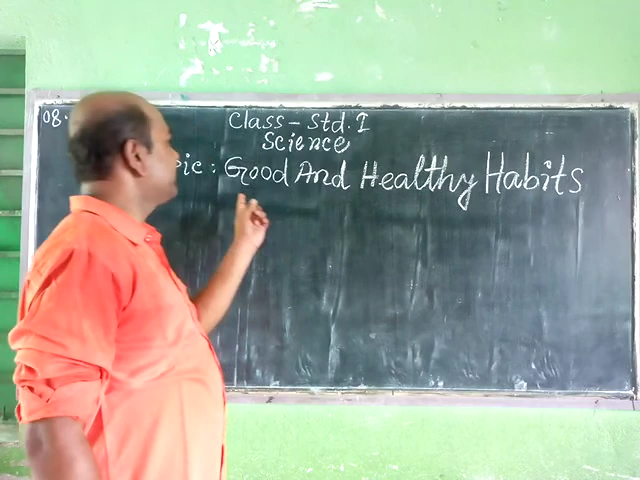 08.
Class - Std. I
Science
pic : Good And Healthy Habits